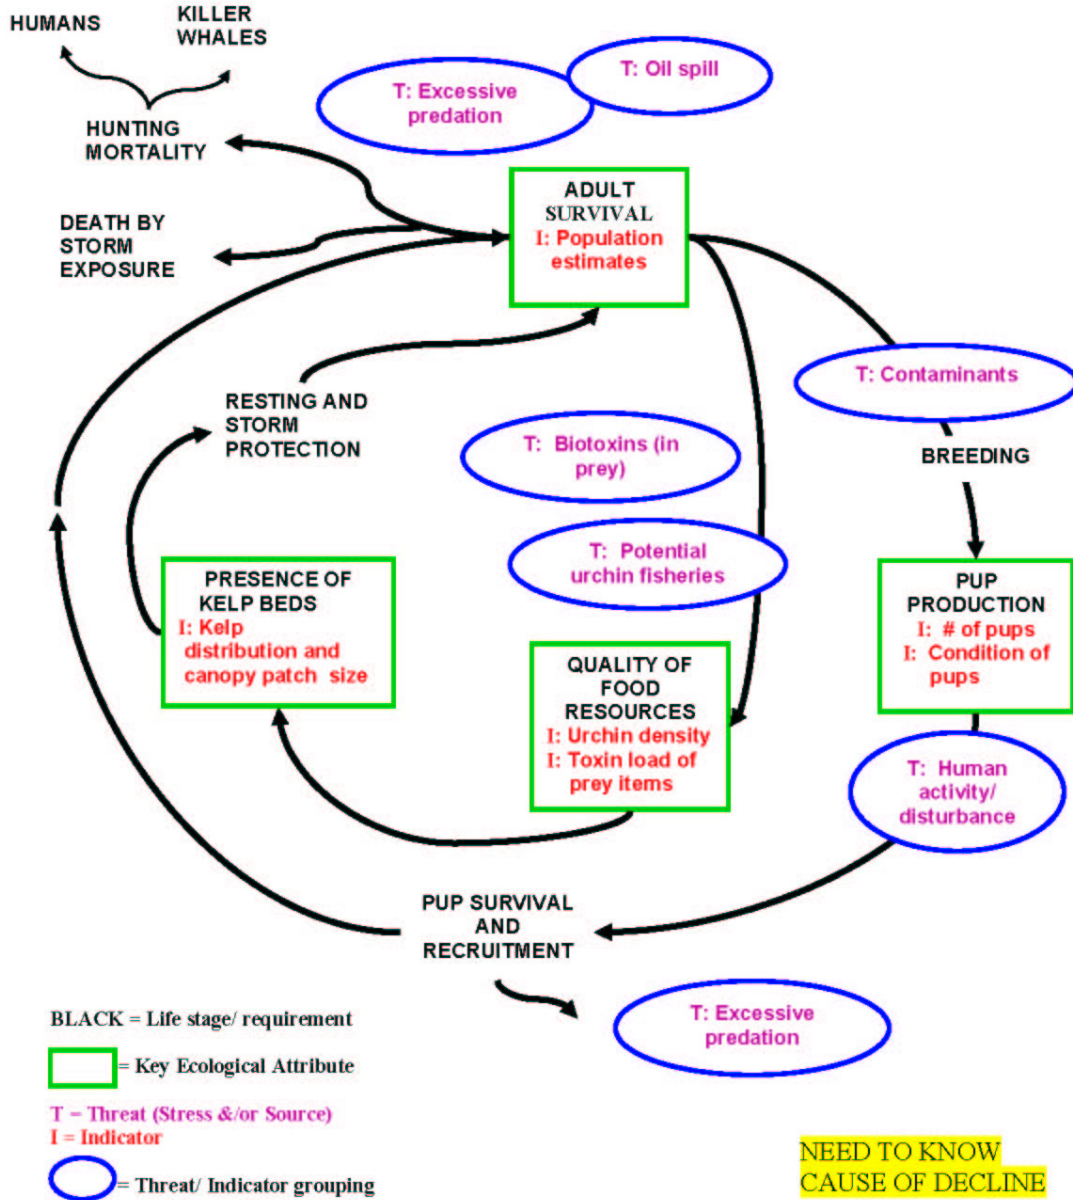 HUMANS
KILLER
WHALES
HUNTING
MORTALITY
T: Excessive
predation
T: Oil spill
DEATH BY
STORM
EXPOSURE
ADULT
SURVIVAL
I: Population
estimates
RESTING AND
STORM
PROTECTION
T: Contaminants
T: Biotoxins (in
prey)
BREEDING
T: Potential
urchin fisheries
PRESENCE OF
KELP BEDS
I: Kelp
distribution and
canopy patch size
PUP
PRODUCTION
I: # of pups
I: Condition of
pups
QUALITY OF
FOOD
RESOURCES
I: Urchin density
I: Toxin load of
prey items
T: Human
activity/
disturbance
PUP SURVIVAL
AND
RECRUITMENT
T: Excessive
predation
BLACK = Life stage/ requirement
= Key Ecological Attribute
T = Threat (Stress &/or Source)
I = Indicator
= Threat/ Indicator grouping
NEED TO KNOW
CAUSE OF DECLINE